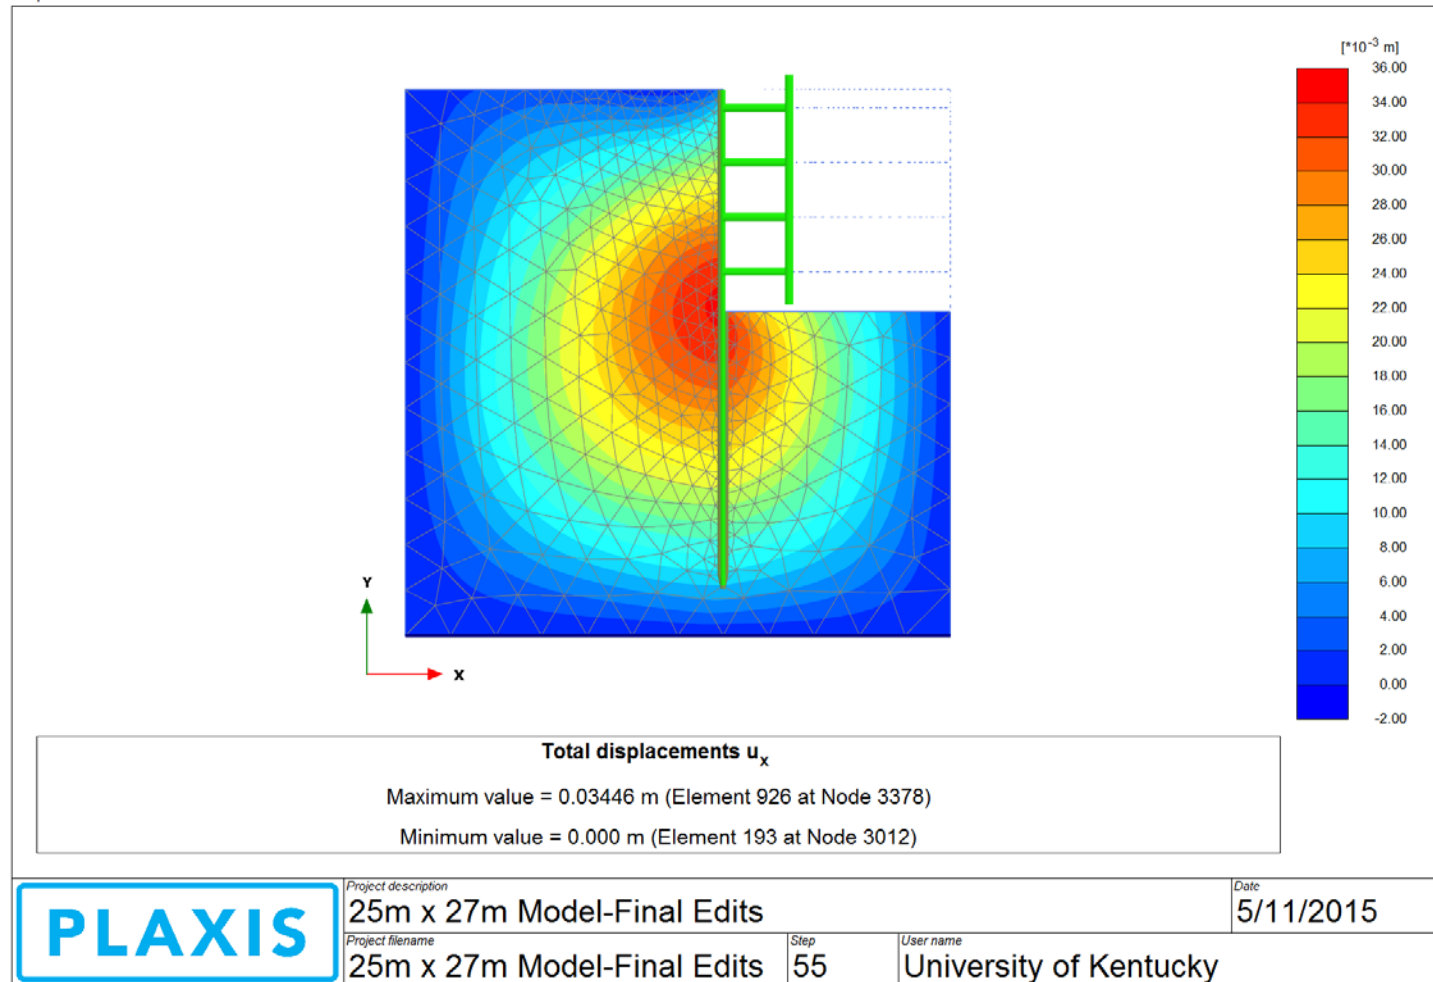 [*10-3 m]
36.00
34.00
32.00
30.00
28.00
26.00
24.00
22.00
20.00
18.00
16.00
14.00
12.00
10.00
8.00
6.00
4.00
2.00
0.00
-2.00
Y
X
Total displacements ux
Maximum value = 0.03446 m (Element 926 at Node 3378)
Minimum value = 0.000 m (Element 193 at Node 3012)
PLAXIS
Project description
25m x 27m Model-Final Edits
Date
5/11/2015
Project filename
25m x 27m Model-Final Edits
Step
55
User name
University of Kentucky